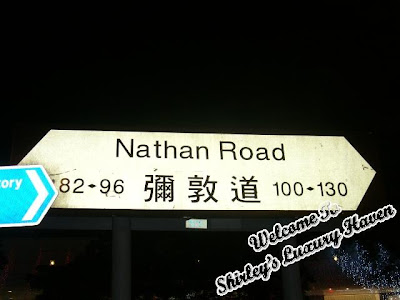 Nathan Road
82 • 96 彌敦道 100 • 130
ory
Welcome To
Shirley's Luxury Haven